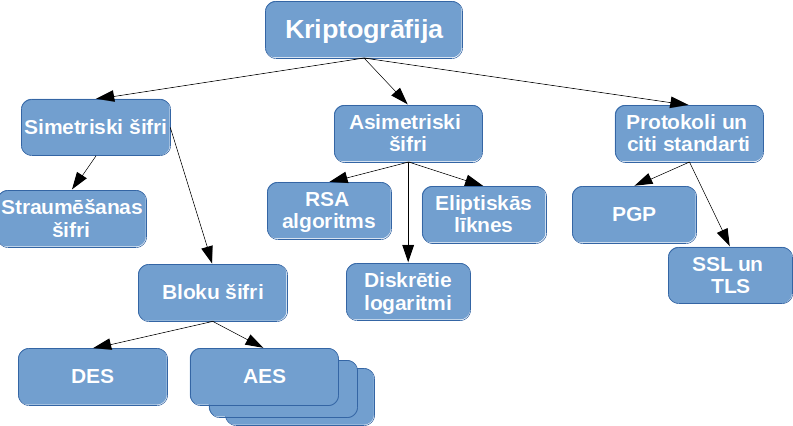 Kriptogrāfija
Simetriski šifri
Asimetriski
šifri
Protokoli un
citi standarti
Straumēšanas
šifri
RSA
algoritms
Eliptiskās
līknes
PGP
Bloku šifri
Diskrētie
logaritmi
SSL un
TLS
DES
AES